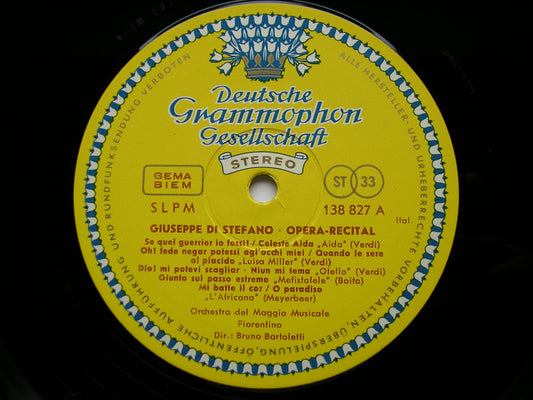 Deutsche
Grammophon
Gesellschaft
STEREO
GEMA
BIEM
ST 33
SLPM
138 827 A
Ital.
GIUSEPPE DI STEFANO · OPERA-RECITAL
Se quel guerrier io fossi! / Celeste Aida „Aida" (Verdi)
Oh! fede negar potessi agl'occhi miei / Quando le sere
al placido „Luisa Miller" (Verdi)
Dio! mi potevi scagliar · Niun mi tema „Otello" (Verdi)
Giunto sul passo estremo „Melistofele" (Boito)
Mi batte il cor / O paradiso
„L'Africana" (Meyerbeer)
Orchestra del Maggio Musicale
Fiorentino
Dir.: Bruno Bartoletti
ALLE HERSTELLER- UND URHEBERRECHTE VORBEHALTEN ÜBERSPIELUNG, ÖFFENTLICHE AUFFÜHRUNG UND RUNDFUNKSENDUNG VERBOTEN